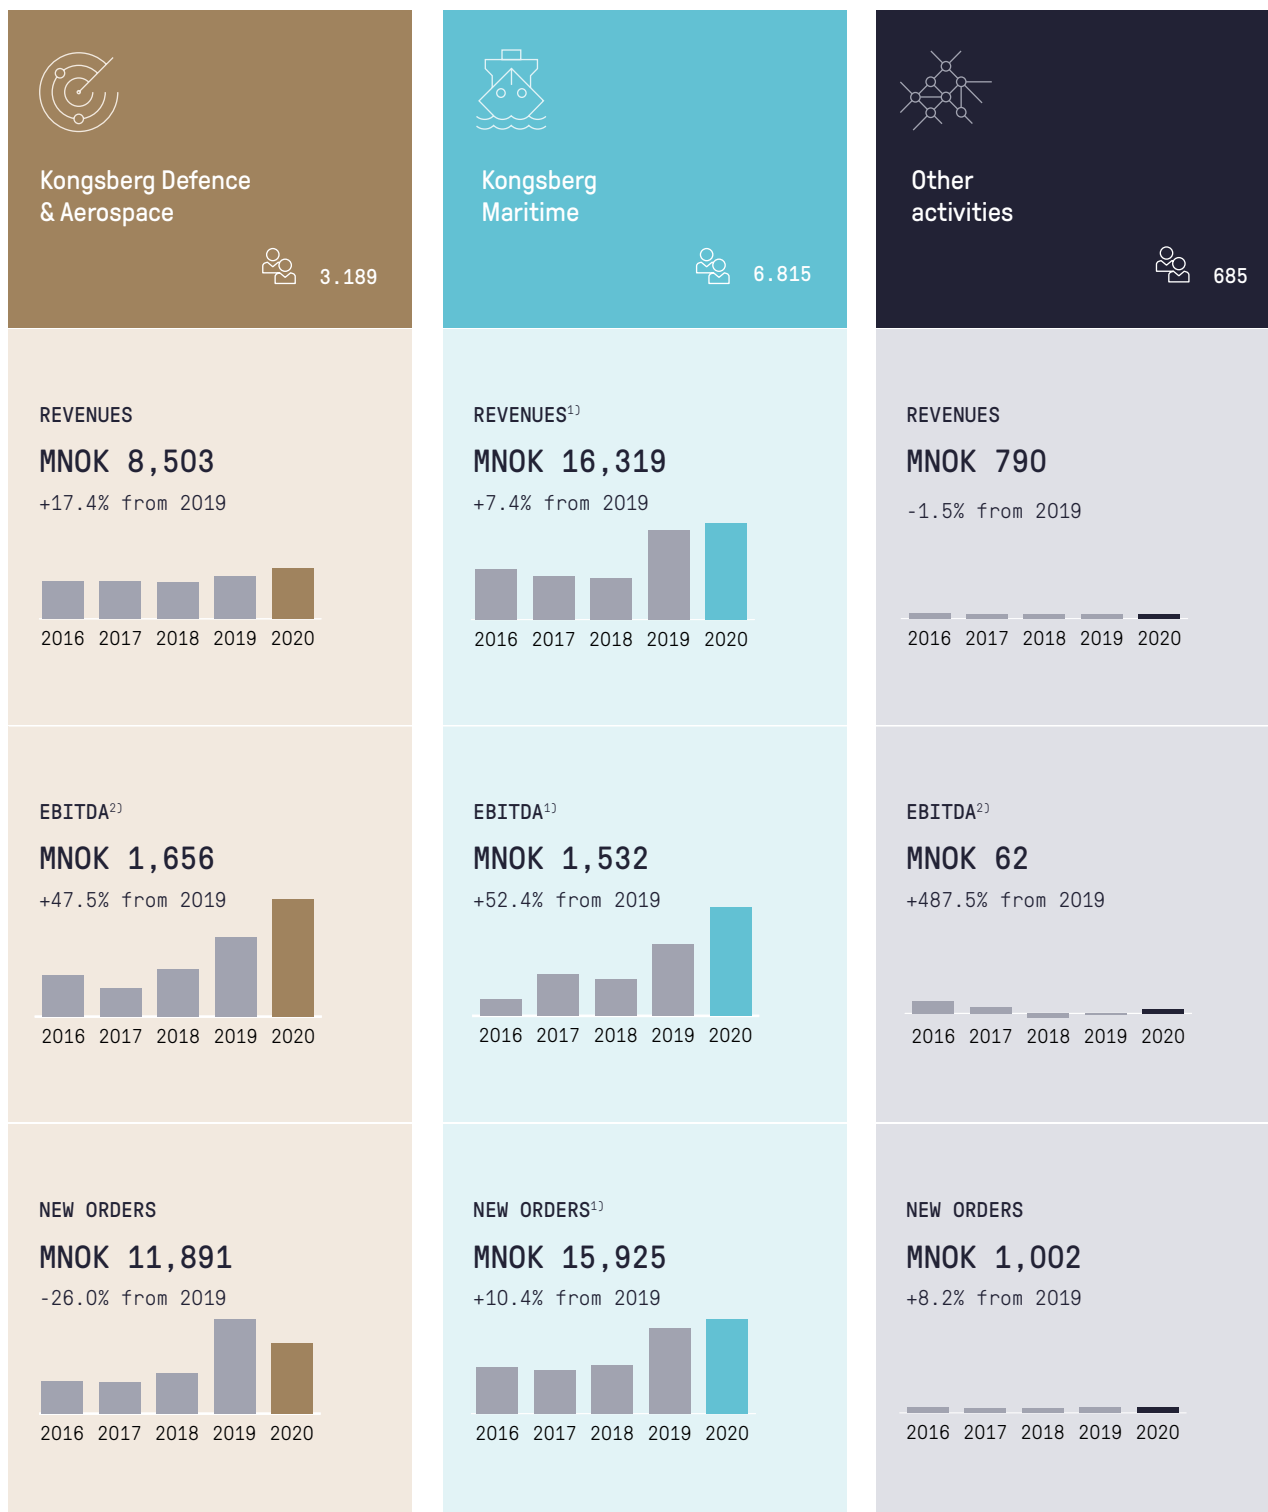 Kongsberg Defence
& Aerospace
3.189
REVENUES
MNOK 8,503
+17.4% from 2019
2016 2017 2018 2019 2020
EBITDA2)
MNOK 1,656
+47.5% from 2019
2016 2017 2018 2019 2020
NEW ORDERS
MNOK 11,891
-26.0% from 2019
2016 2017 2018 2019 2020
Kongsberg
Maritime
6.815
REVENUES1)
MNOK 16,319
+7.4% from 2019
2016 2017 2018 2019 2020
EBITDA1)
MNOK 1,532
+52.4% from 2019
2016 2017 2018 2019 2020
NEW ORDERS1)
MNOK 15,925
+10.4% from 2019
2016 2017 2018 2019 2020
Other
activities
685
REVENUES
MNOK 790
-1.5% from 2019
2016 2017 2018 2019 2020
EBITDA2)
MNOK 62
+487.5% from 2019
2016 2017 2018 2019 2020
NEW ORDERS
MNOK 1,002
+8.2% from 2019
2016 2017 2018 2019 2020